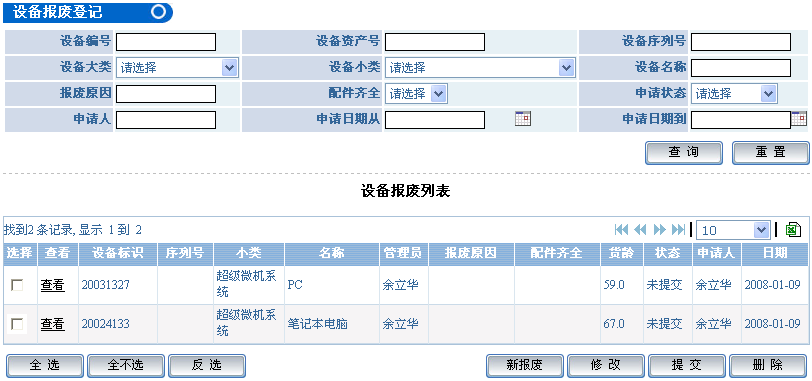 设备报废登记
设备编号 设备资产号 设备序列号
设备大类 请选择 设备小类 请选择 设备名称
报废原因 配件齐全 请选择 申请状态 请选择
申请人 申请日期从 申请日期到
查 询 重 置
设备报废列表
找到2 条记录, 显示 1 到 2 10
选择 查看 设备标识 序列号 小类 名称 管理员 报废原因 配件齐全 货龄 状态 申请人 日期
查看 20031327 超级微机系统 PC 余立华 59.0 未提交 余立华 2008-01-09
查看 20024133 超级微机系统 笔记本电脑 余立华 67.0 未提交 余立华 2008-01-09
全 选 全不选 反 选 新报废 修 改 提 交 删 除